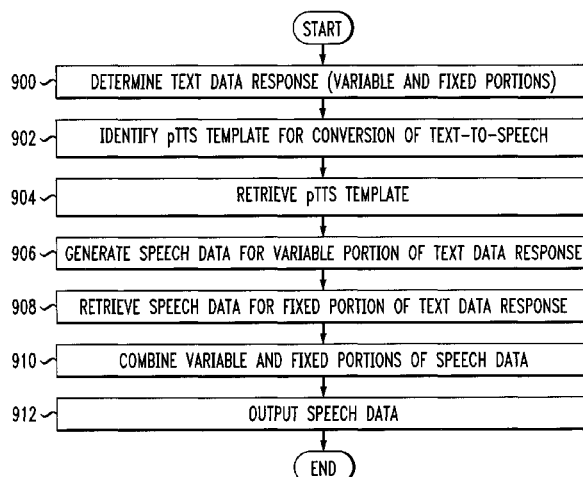 START
900 DETERMINE TEXT DATA RESPONSE (VARIABLE AND FIXED PORTIONS)
902 IDENTIFY pTTS TEMPLATE FOR CONVERSION OF TEXT-TO-SPEECH
904 RETRIEVE pTTS TEMPLATE
906 GENERATE SPEECH DATA FOR VARIABLE PORTION OF TEXT DATA RESPONSE
908 RETRIEVE SPEECH DATA FOR FIXED PORTION OF TEXT DATA RESPONSE
910 COMBINE VARIABLE AND FIXED PORTIONS OF SPEECH DATA
912 OUTPUT SPEECH DATA
END